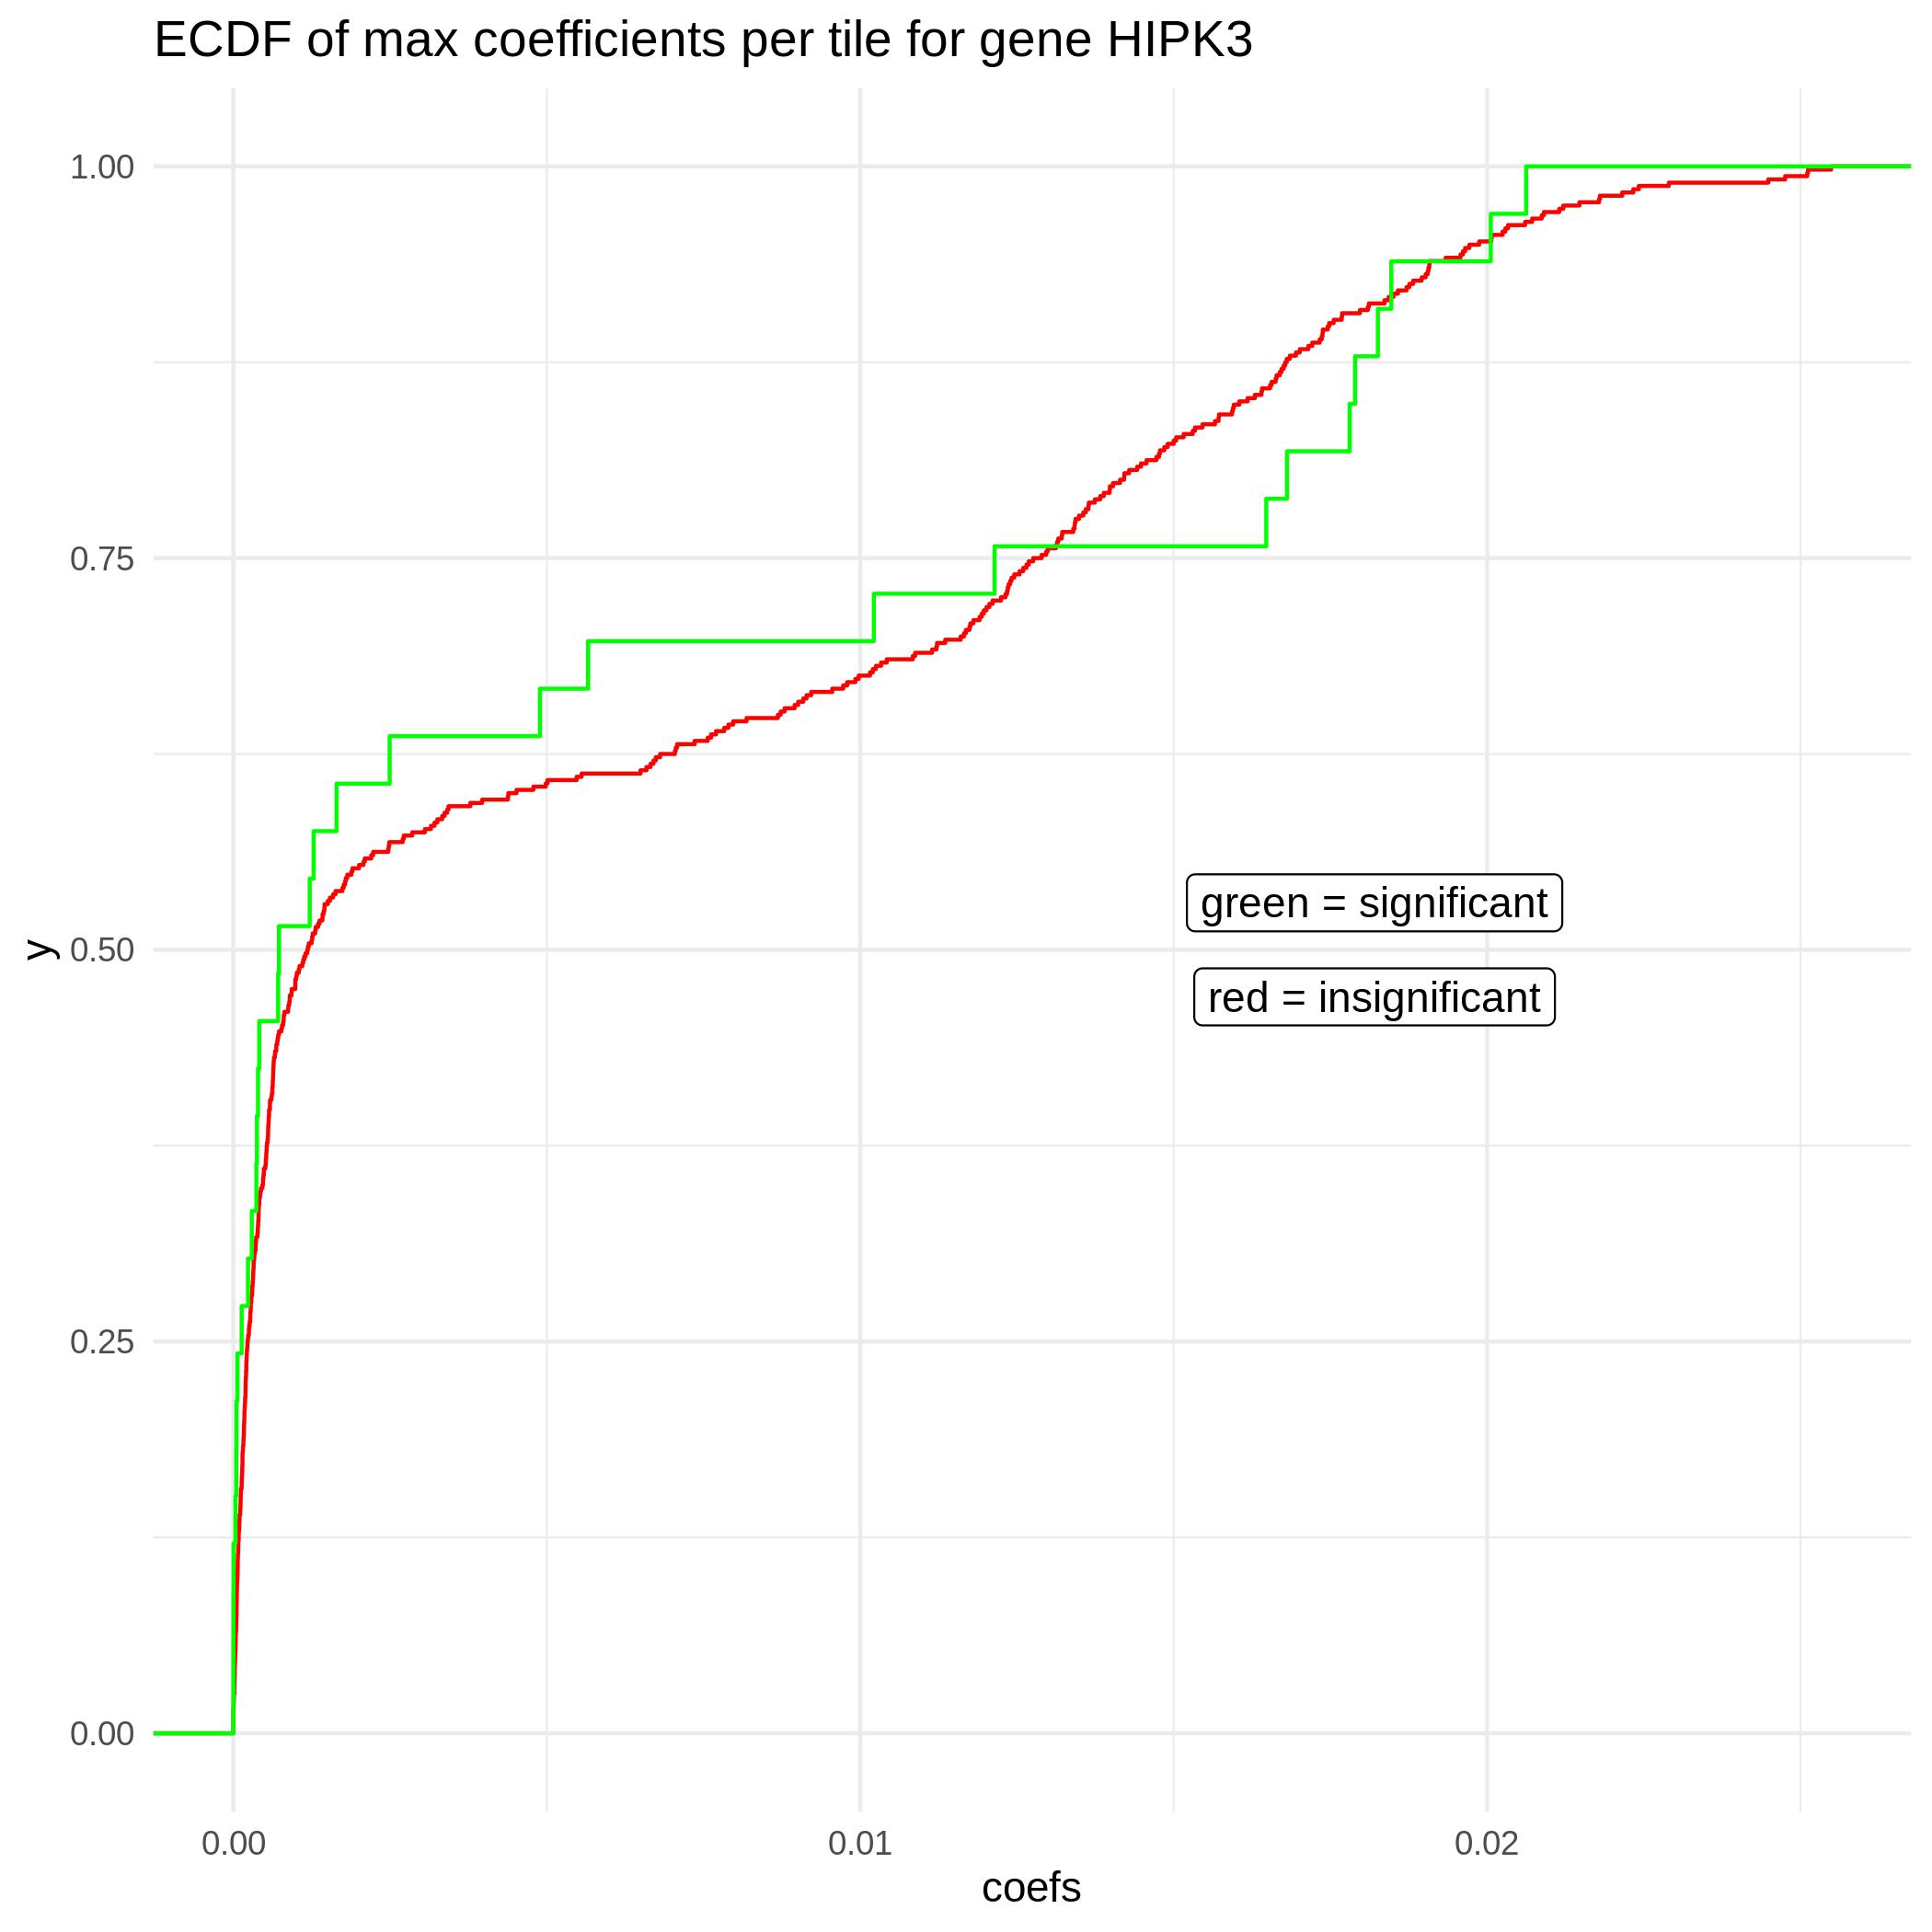 ECDF of max coefficients per tile for gene HIPK3
1.00
0.75
0.50
0.25
0.00
y
green = significant
red = insignificant
0.00 0.01 0.02
coefs